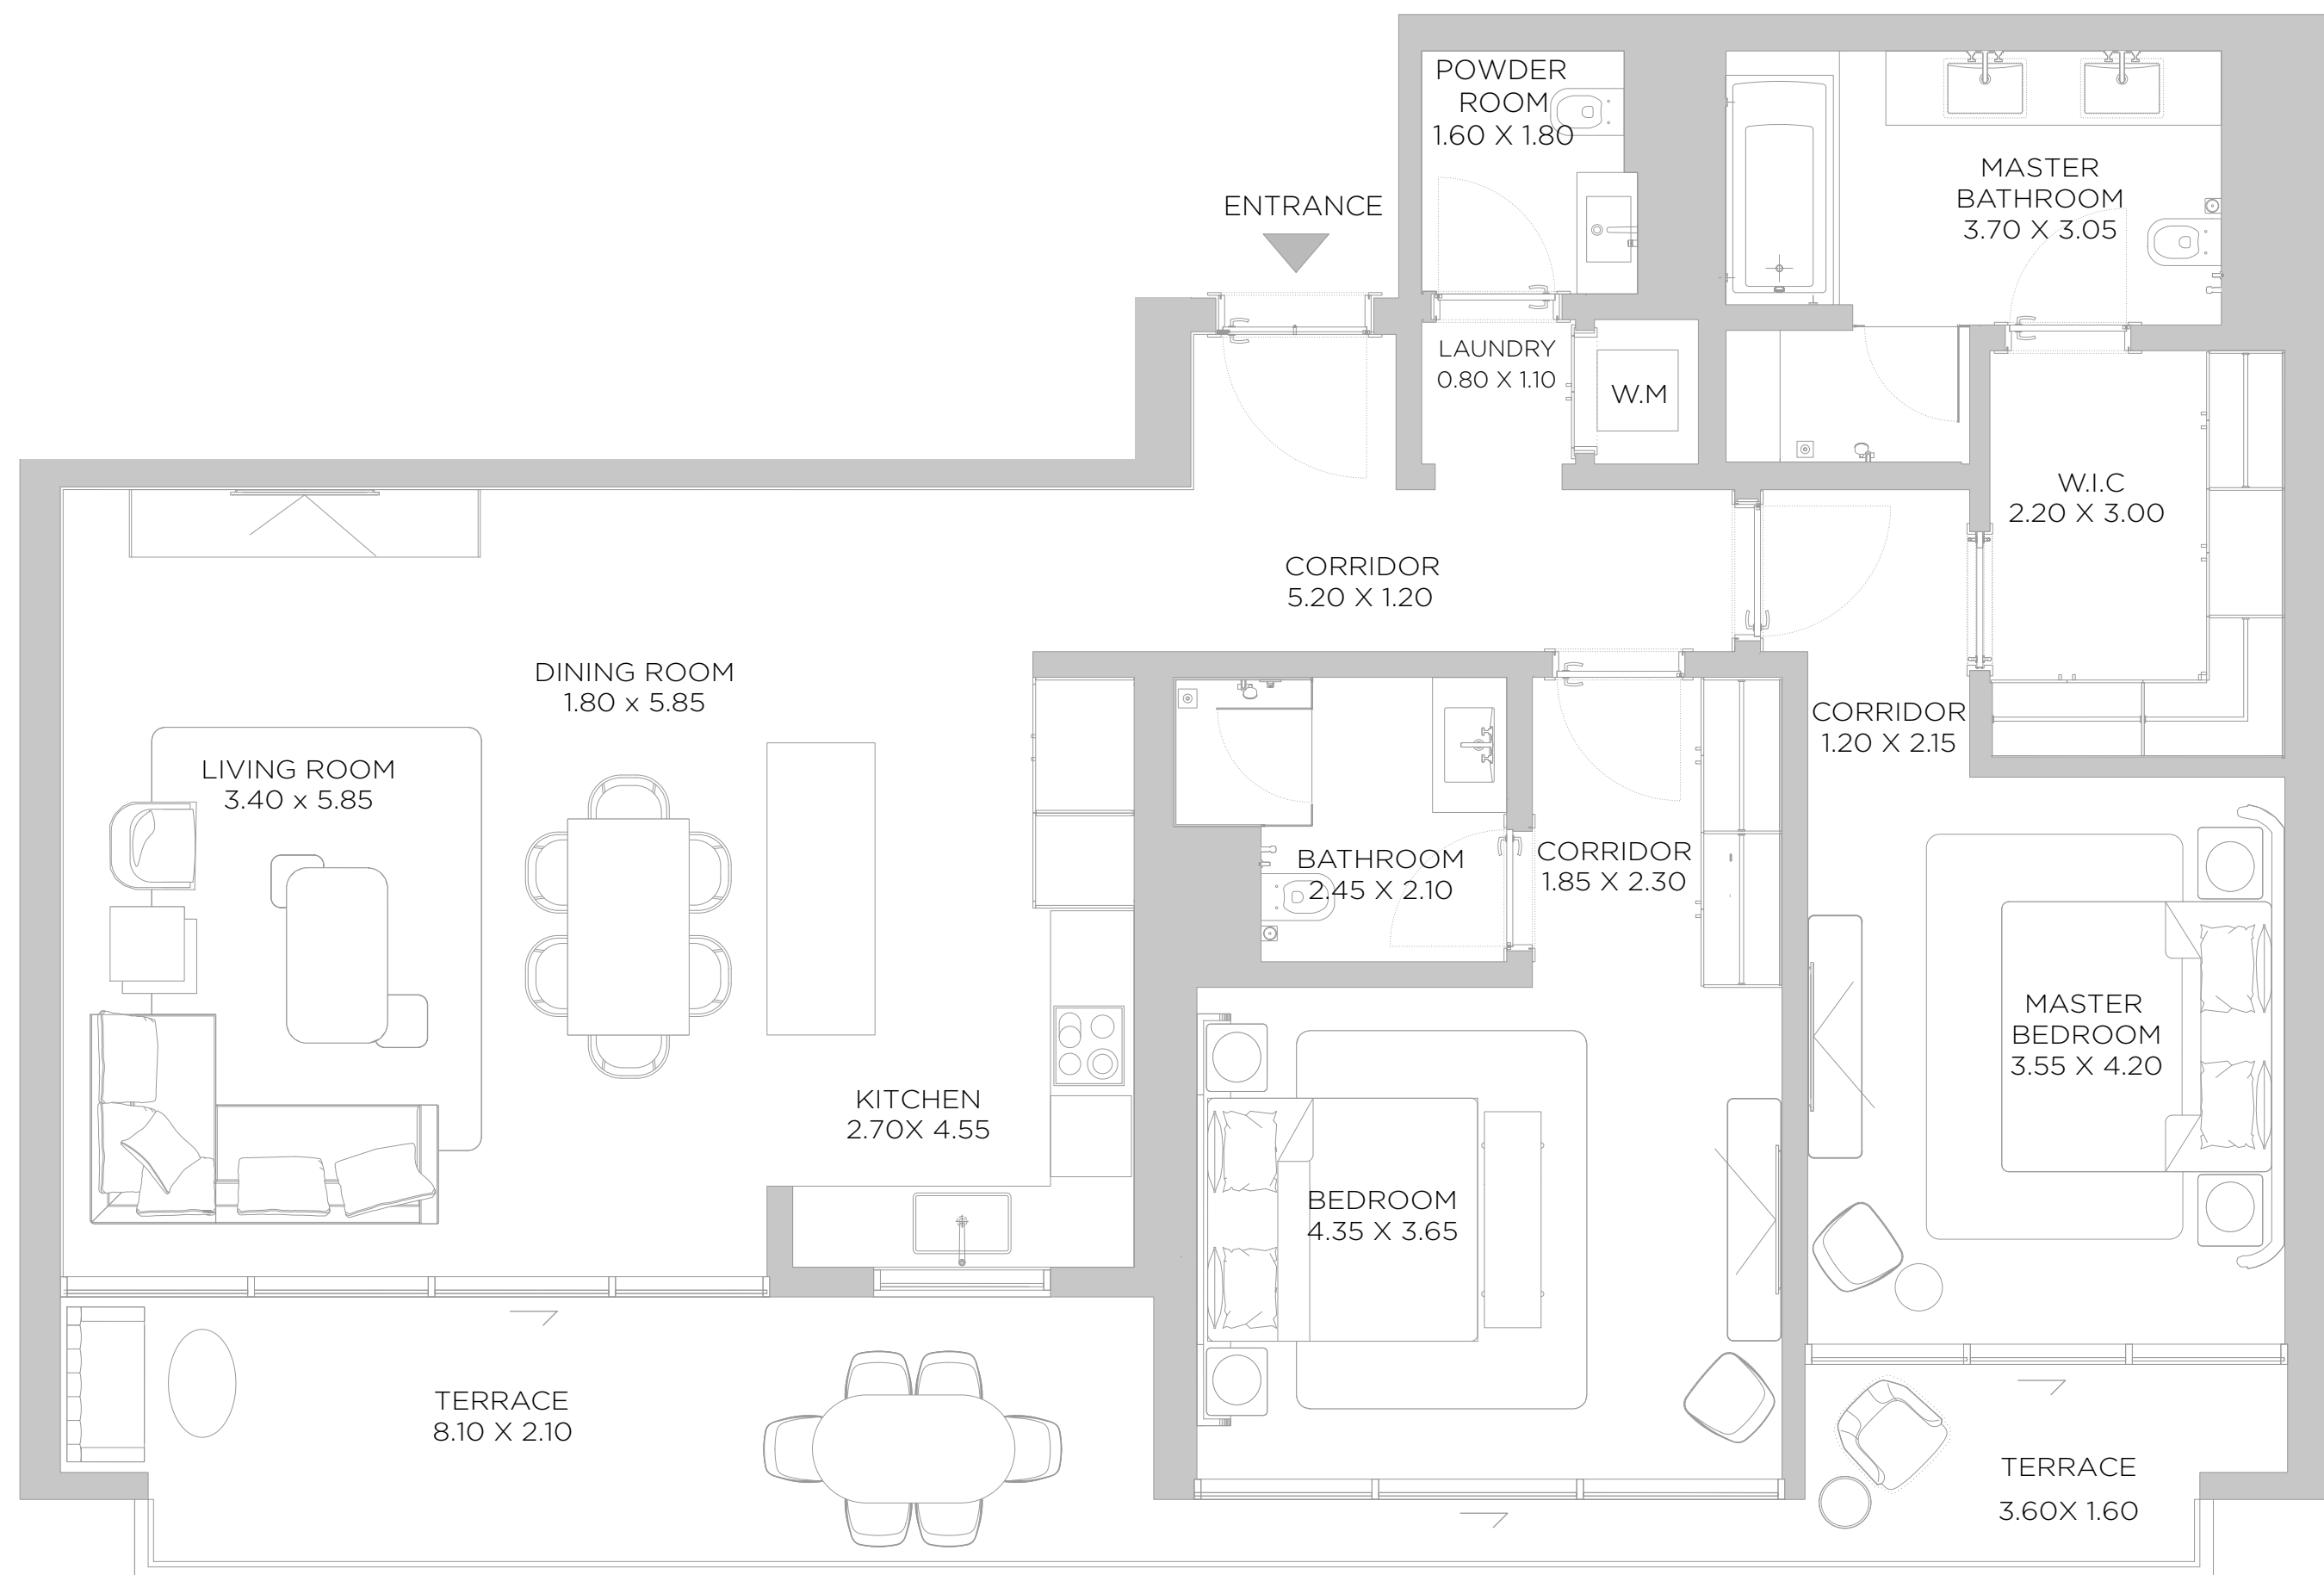 POWDER
ROOM
1.60 X 1.80
MASTER
BATHROOM
3.70 X 3.05
ENTRANCE
LAUNDRY
0.80 X 1.10
W.M
W.I.C
2.20 X 3.00
CORRIDOR
5.20 X 1.20
DINING ROOM
1.80 x 5.85
CORRIDOR
1.20 X 2.15
LIVING ROOM
3.40 x 5.85
BATHROOM
2.45 X 2.10
CORRIDOR
1.85 X 2.30
MASTER
BEDROOM
3.55 X 4.20
KITCHEN
2.70X 4.55
BEDROOM
4.35 X 3.65
TERRACE
8.10 X 2.10
TERRACE
3.60X 1.60